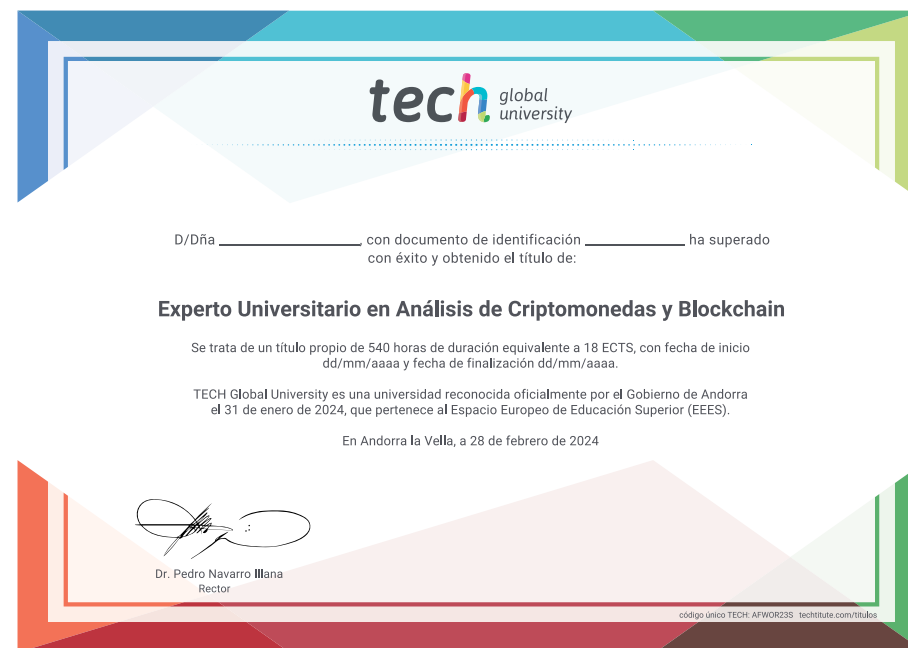 tech global university
D/Dña ____________________, con documento de identificación ______________ ha superado
con éxito y obtenido el título de:
Experto Universitario en Análisis de Criptomonedas y Blockchain
Se trata de un título propio de 540 horas de duración equivalente a 18 ECTS, con fecha de inicio
dd/mm/aaaa y fecha de finalización dd/mm/aaaa.
TECH Global University es una universidad reconocida oficialmente por el Gobierno de Andorra
el 31 de enero de 2024, que pertenece al Espacio Europeo de Educación Superior (EEES).
En Andorra la Vella, a 28 de febrero de 2024
Dr. Pedro Navarro Illana
Rector
código único TECH: AFWOR23S techtitute.com/titulos